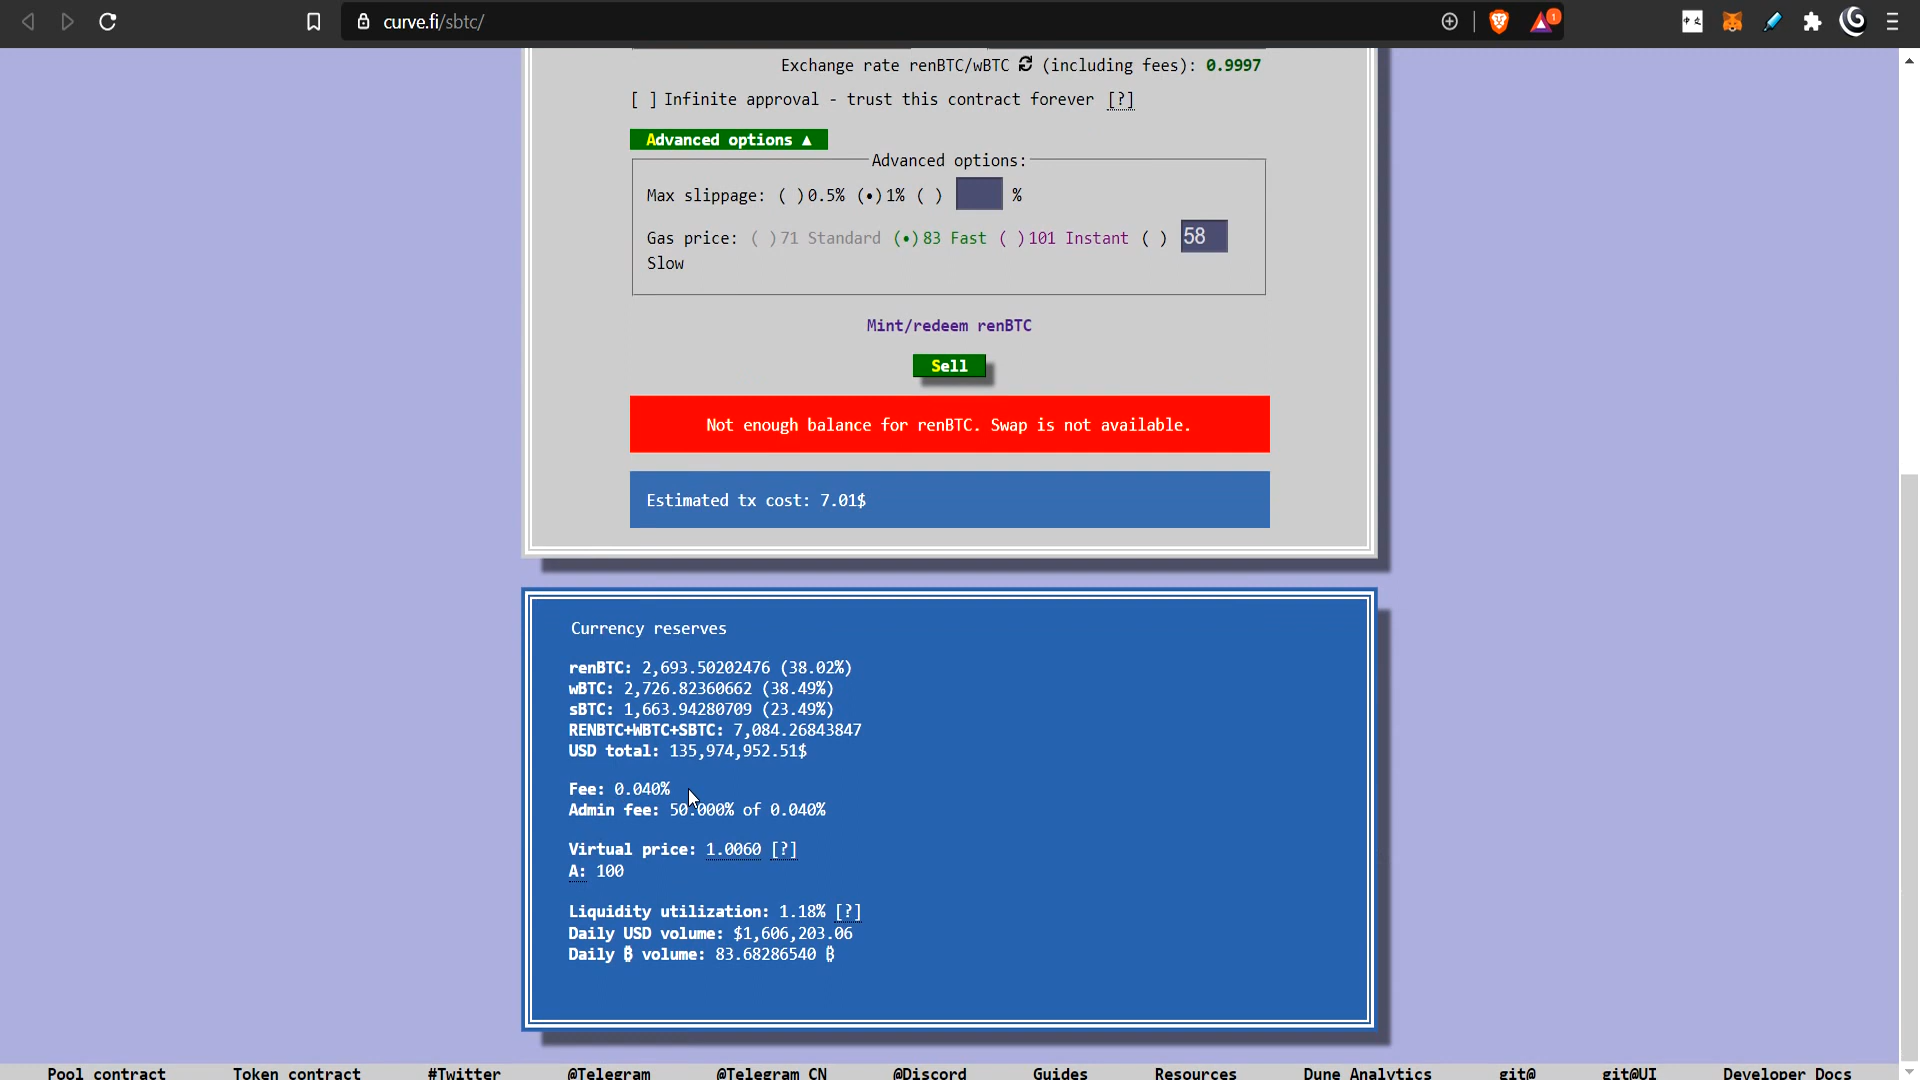 curve.fi/sbtc/
1
Exchange rate renBTC/wBTC (including fees): 0.9997
[ ] Infinite approval - trust this contract forever [?]
Advanced options ▲
Advanced options:
Max slippage: ( )0.5% (•)1% ( ) %
Gas price: ( )71 Standard (•)83 Fast ( )101 Instant ( ) 58
Slow
Mint/redeem renBTC
Sell
Not enough balance for renBTC. Swap is not available.
Estimated tx cost: 7.01$
Currency reserves
renBTC: 2,693.50202476 (38.02%)
wBTC: 2,726.82360662 (38.49%)
sBTC: 1,663.94280709 (23.49%)
RENBTC+WBTC+SBTC: 7,084.26843847
USD total: 135,974,952.51$
Fee: 0.040%
Admin fee: 50.000% of 0.040%
Virtual price: 1.0060 [?]
A: 100
Liquidity utilization: 1.18% [?]
Daily USD volume: $1,606,203.06
Daily ₿ volume: 83.68286540 ₿
Pool contract Token contract #Twitter @Telegram @Telegram CN @Discord Guides Resources Dune Analytics git@ git@UI Developer Docs